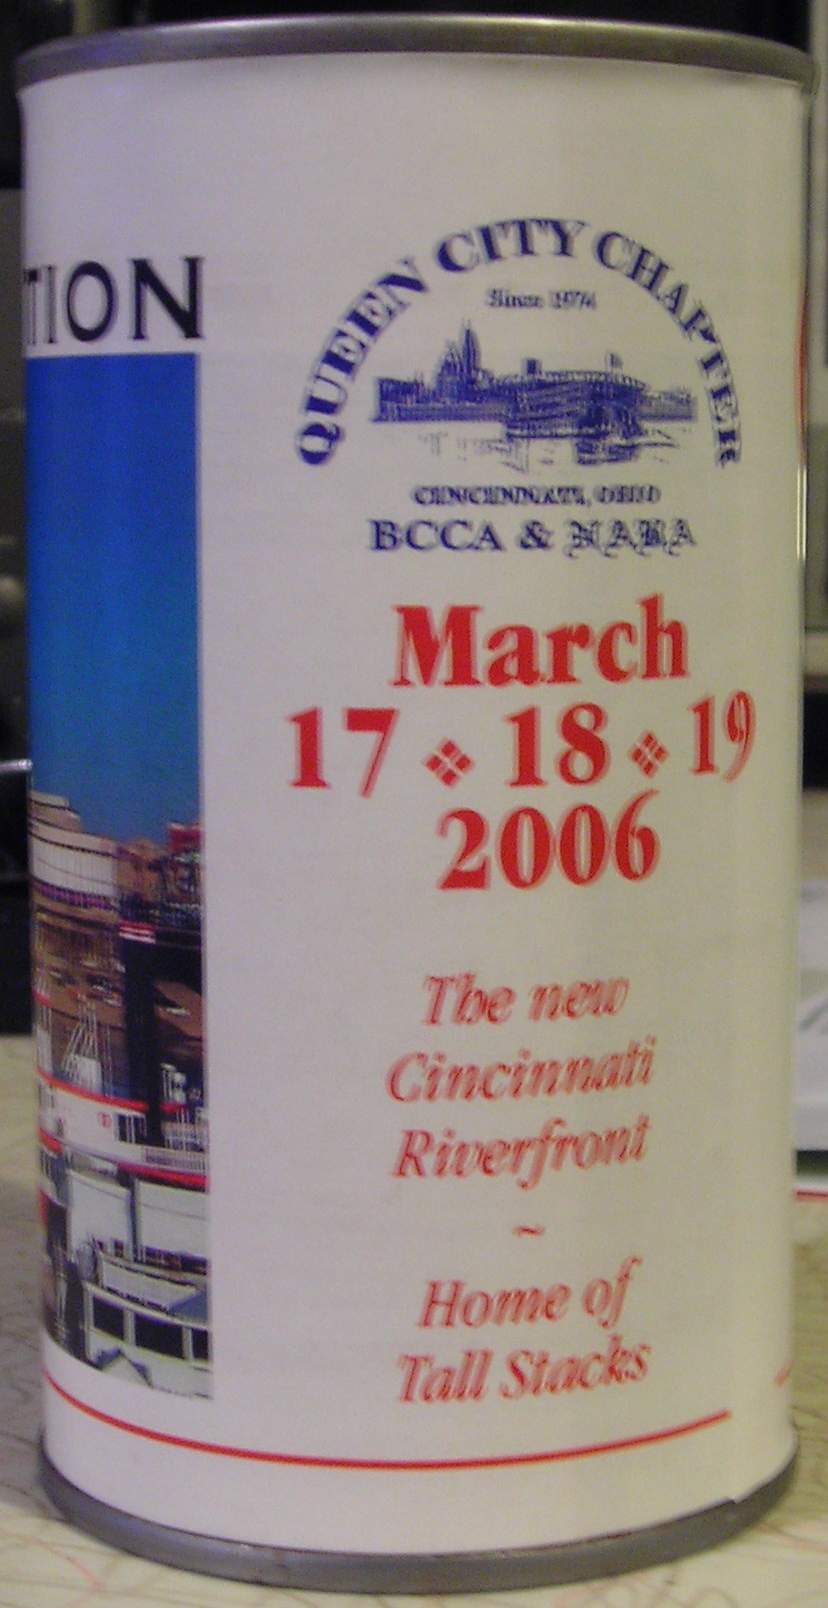 TION
QUEEN CITY CHAPTER
Since 1974
CINCINNATI, OHIO
BCCA & NABA
March
17 ❖ 18 ❖ 19
2006
The new
Cincinnati
Riverfront
~
Home of
Tall Stacks